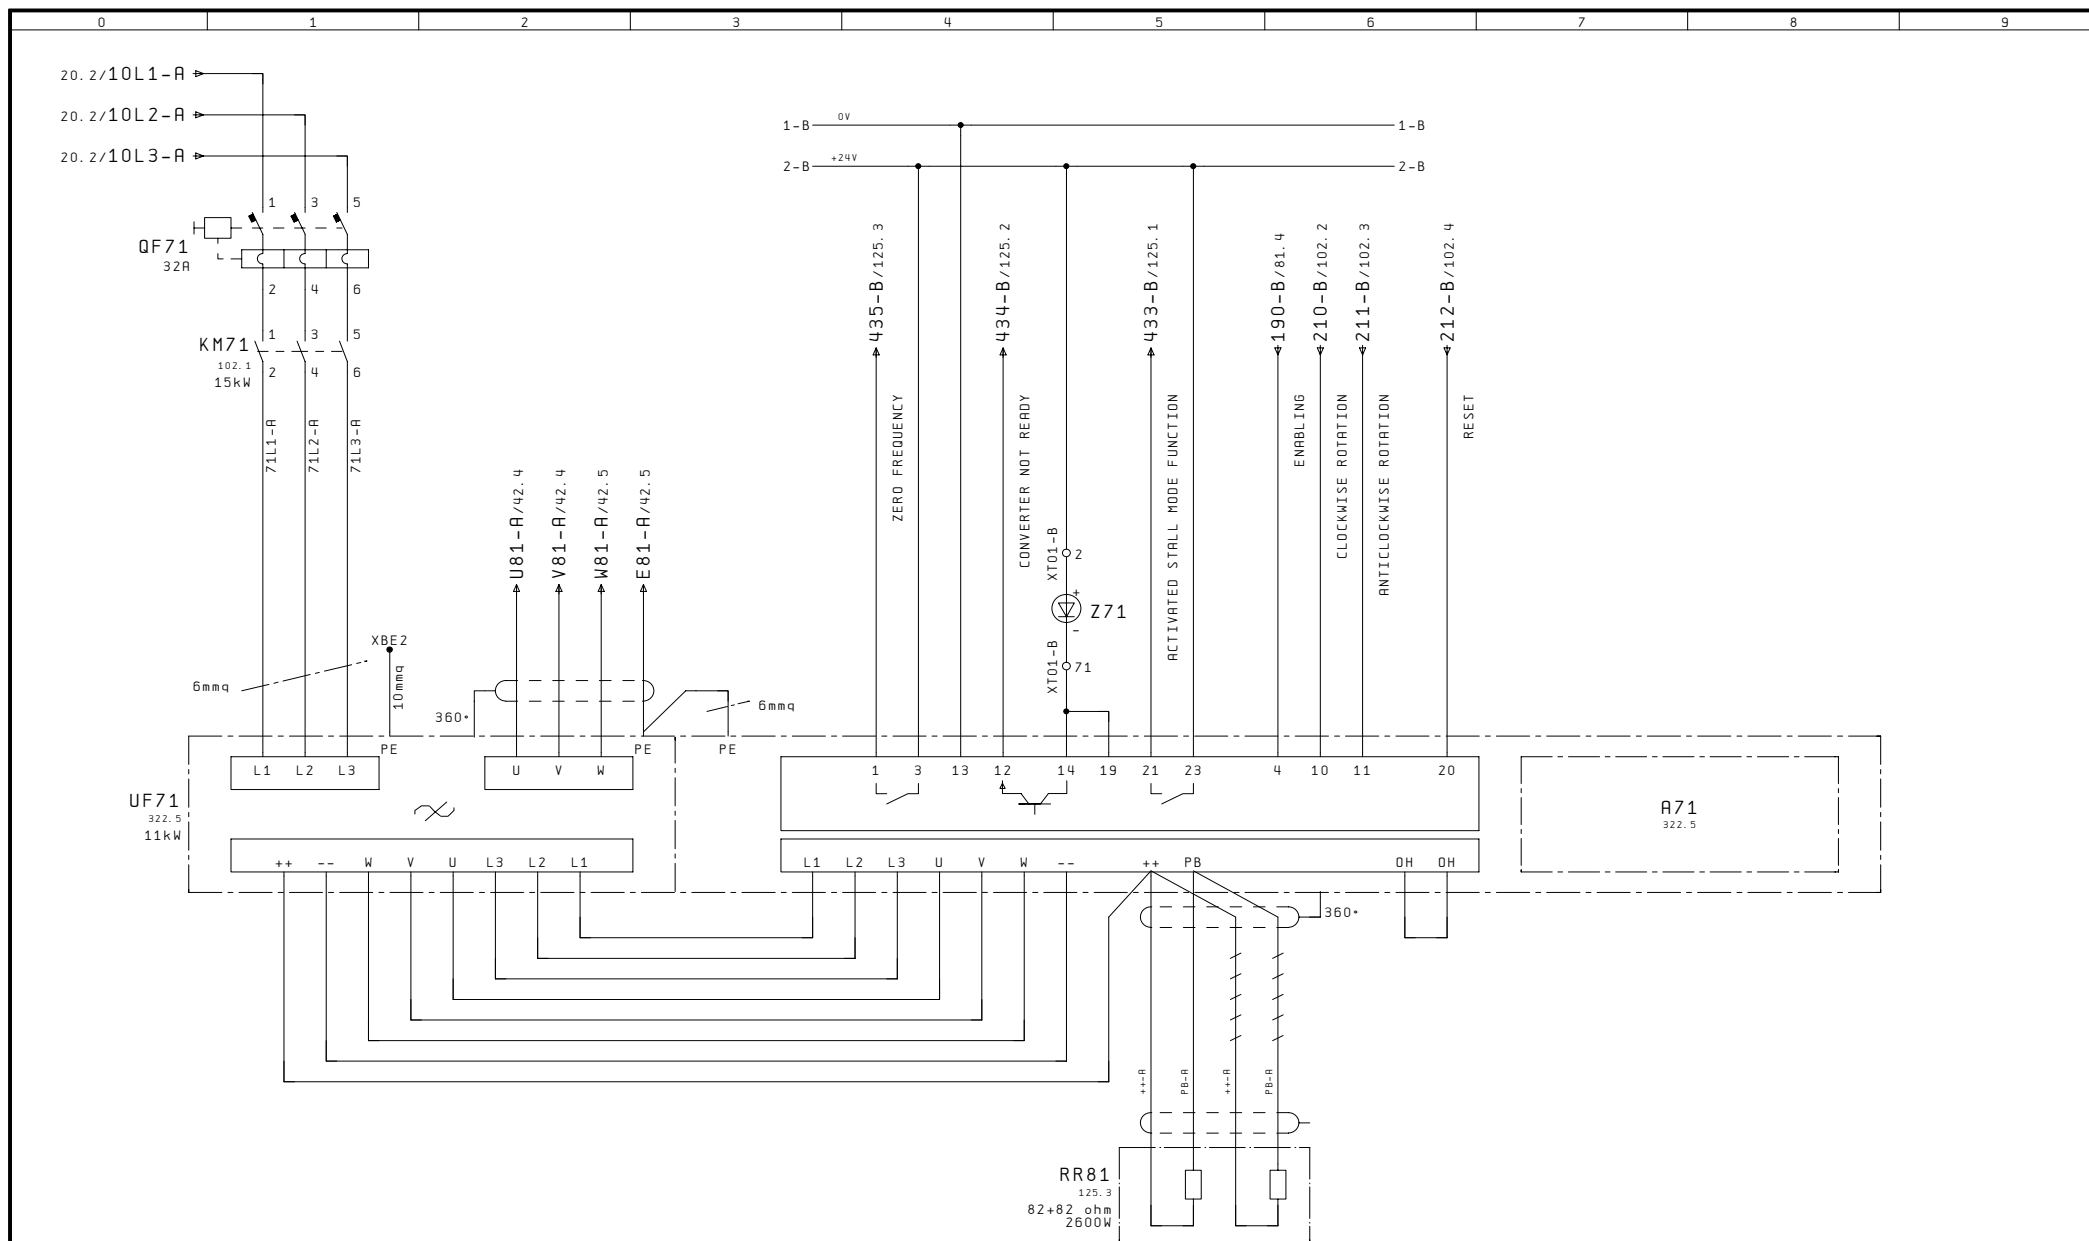 0 1 2 3 4 5 6 7 8 9
20.2/10L1-A
20.2/10L2-A
20.2/10L3-A
1-B 0V 1-B
2-B +24V 2-B
1 3 5
QF71
32A
2 4 6
1 3 5
KM71
102.1
15kW
2 4 6
71L1-A
71L2-A
71L3-A
U81-A/42.4
V81-A/42.4
W81-A/42.5
E81-A/42.5
435-B/125.3
ZERO FREQUENCY
434-B/125.2
CONVERTER NOT READY
XT01-B
2
+
Z71
-
XT01-B
71
433-B/125.1
ACTIVATED STALL MODE FUNCTION
190-B/81.4
ENABLING
210-B/102.2
CLOCKWISE ROTATION
211-B/102.3
ANTICLOCKWISE ROTATION
212-B/102.4
RESET
XBE2
6mmq
10mmq
360°
6mmq
PE PE PE
L1 L2 L3 U V W 1 3 13 12 14 19 21 23 4 10 11 20
UF71
322.5
11kW
A71
322.5
++ -- W V U L3 L2 L1 L1 L2 L3 U V W -- ++ PB OH OH
360°
++-A
PB-A
++-A
PB-A
RR81
125.3
82+82 ohm
2600W